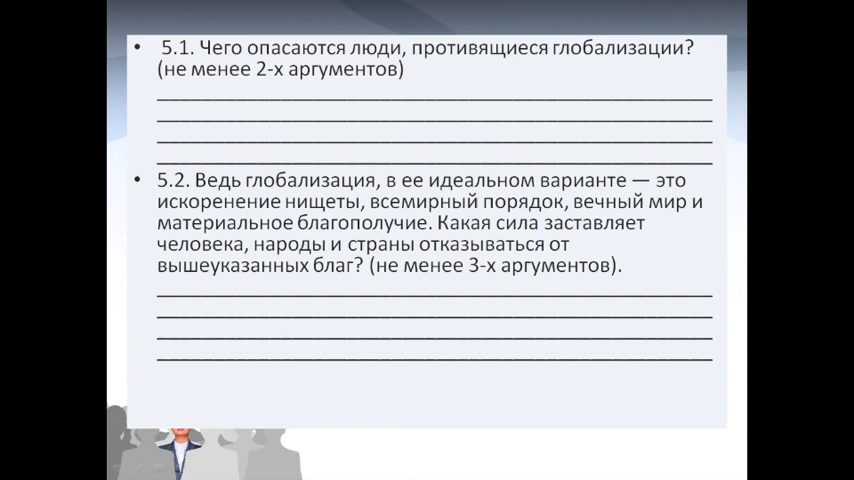 • 5.1. Чего опасаются люди, противящиеся глобализации?
(не менее 2-х аргументов)
• 5.2. Ведь глобализация, в ее идеальном варианте — это
искоренение нищеты, всемирный порядок, вечный мир и
материальное благополучие. Какая сила заставляет
человека, народы и страны отказываться от
вышеуказанных благ? (не менее 3-х аргументов).